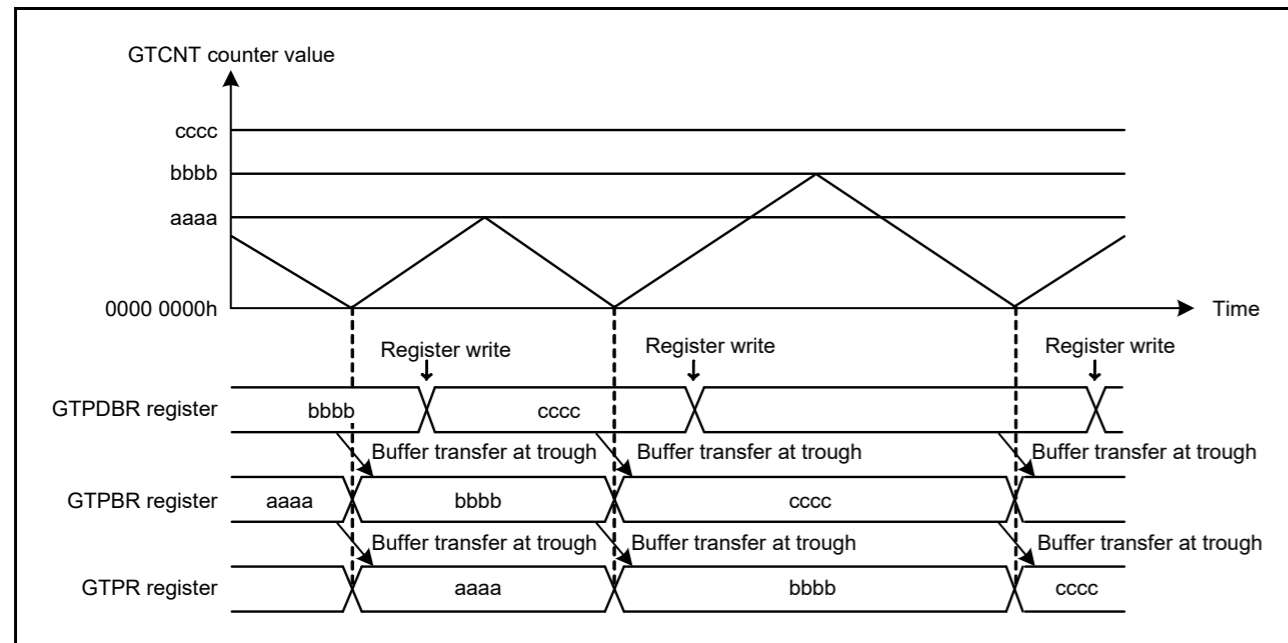 GTCNT counter value
cccc
bbbb
aaaa
0000 0000h
Time
Register write
Register write
Register write
GTPDBR register
bbbb
cccc
Buffer transfer at trough
Buffer transfer at trough
Buffer transfer at trough
GTPBR register
aaaa
bbbb
cccc
Buffer transfer at trough
Buffer transfer at trough
Buffer transfer at trough
GTPR register
aaaa
bbbb
cccc